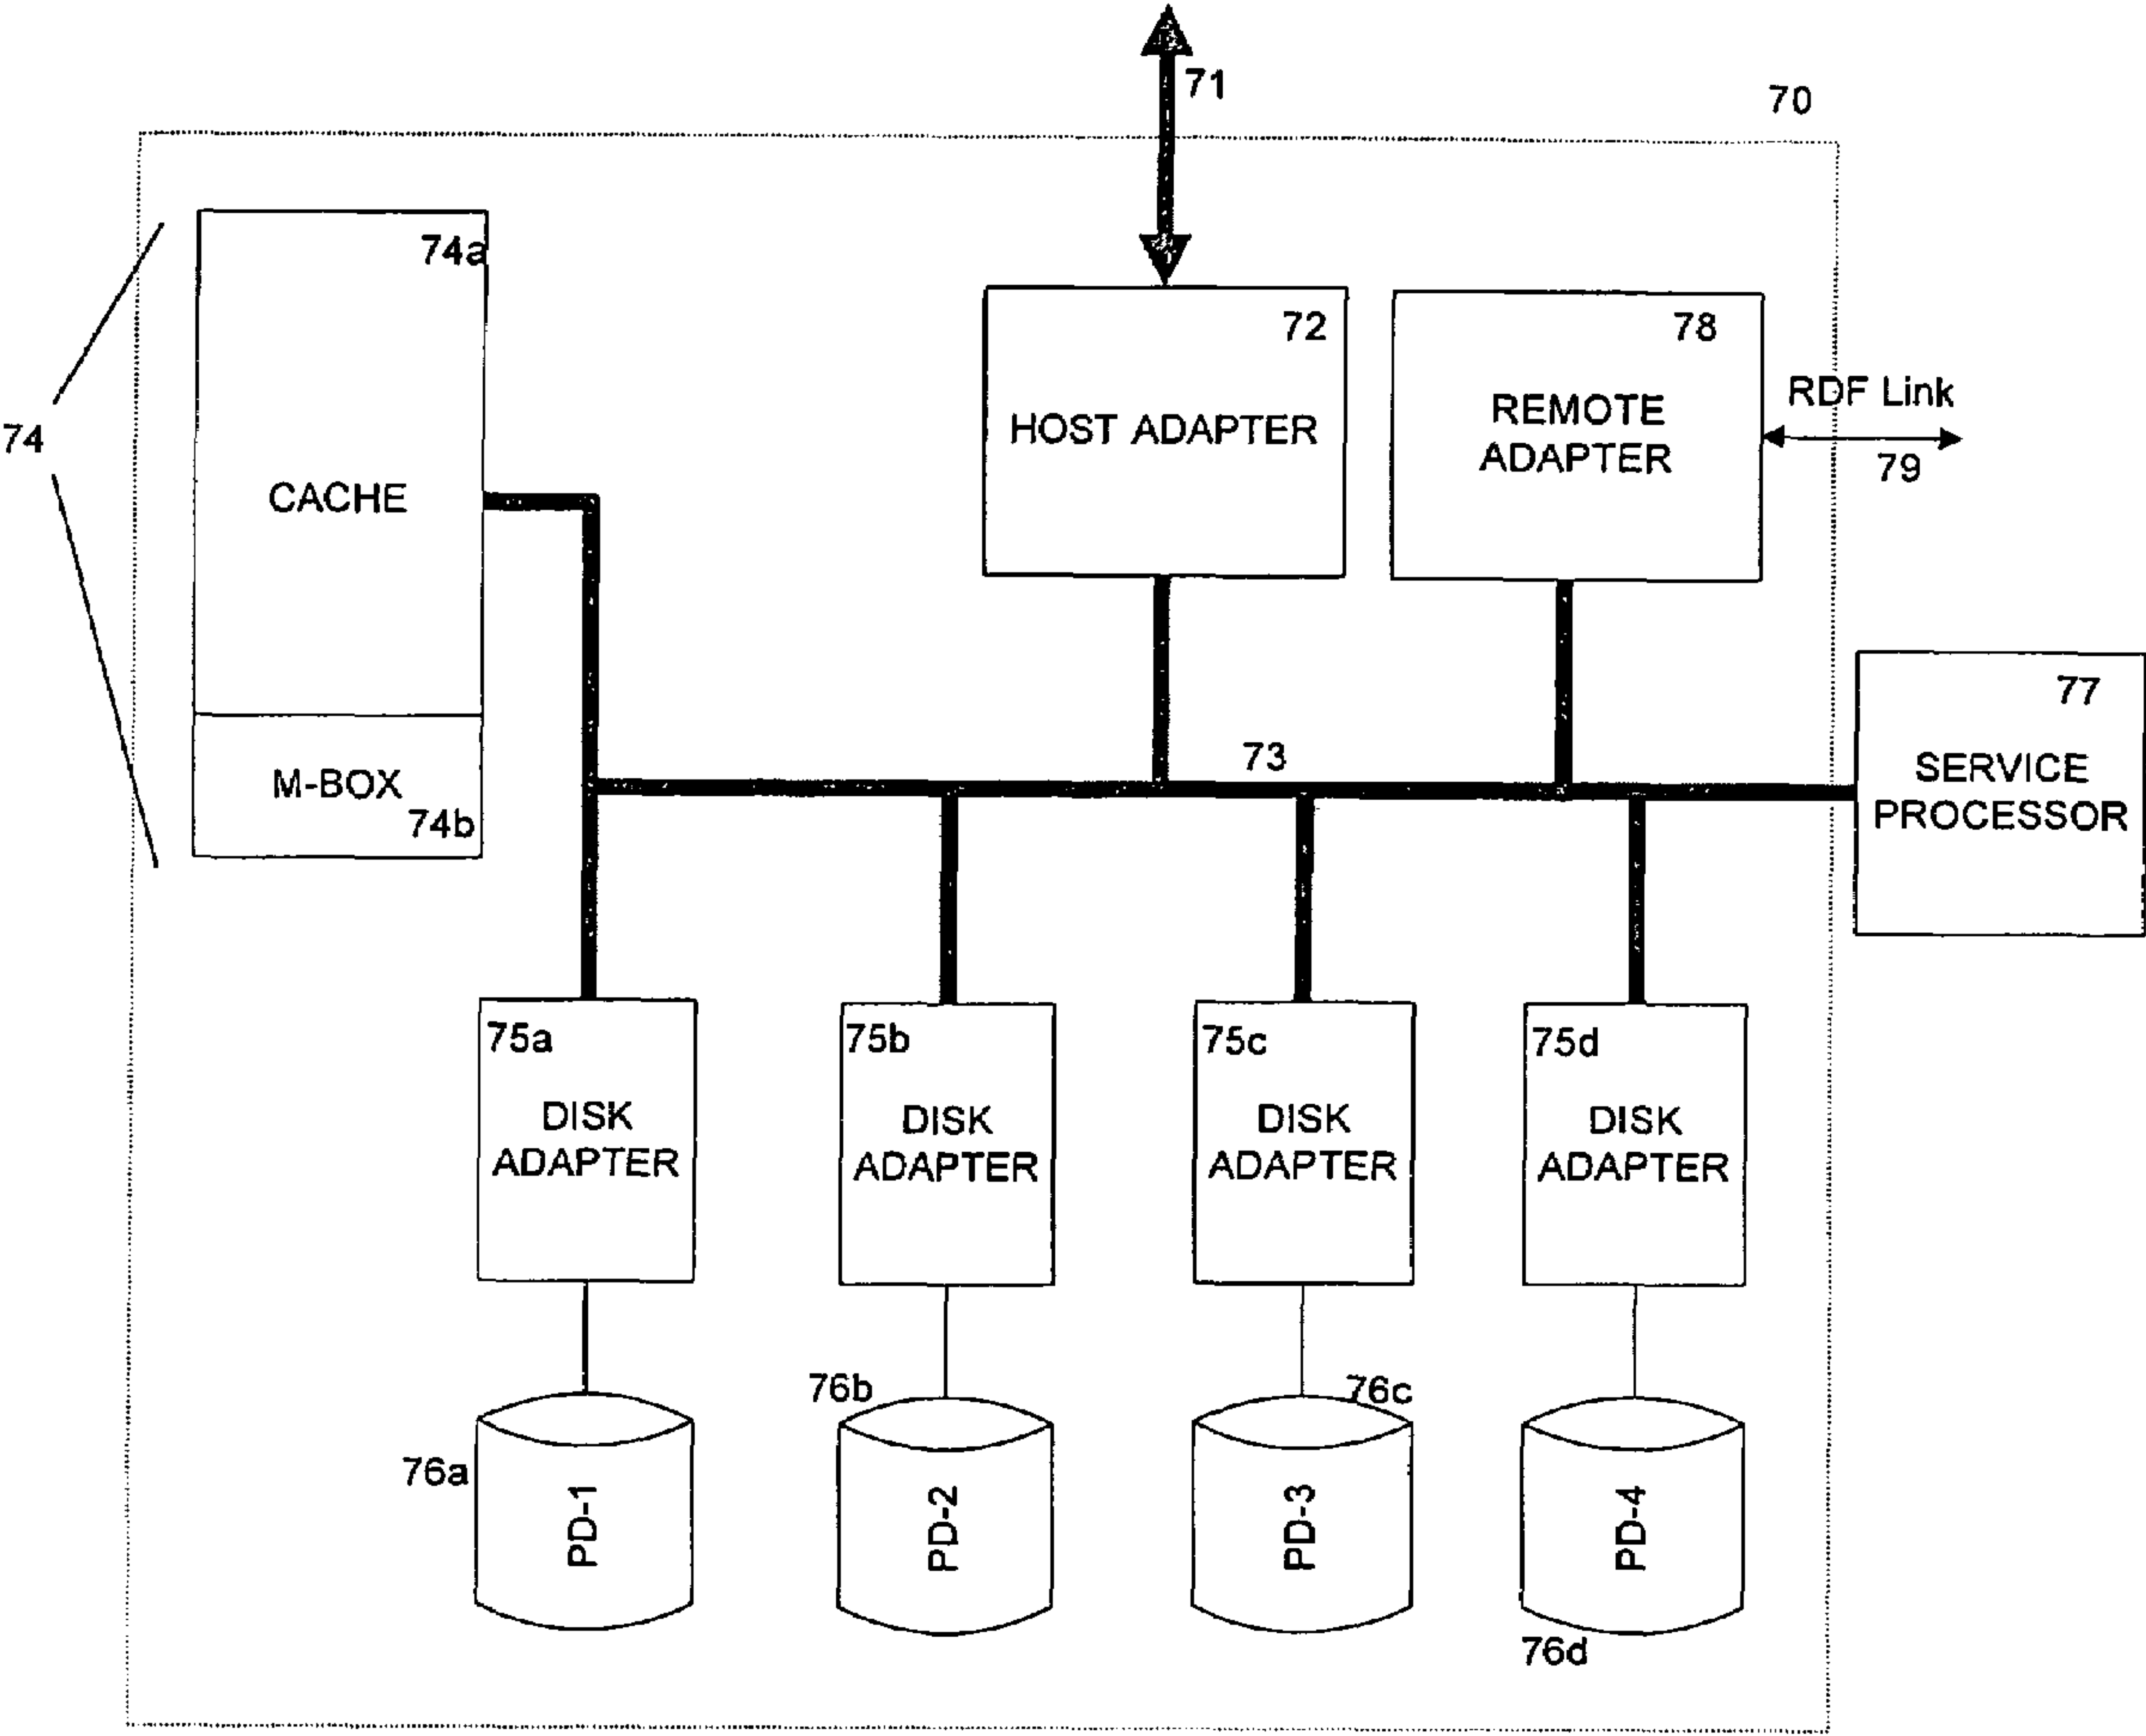 71
70
74a
72
78
RDF Link
HOST ADAPTER
REMOTE
ADAPTER
74
79
CACHE
77
73
SERVICE
PROCESSOR
M-BOX
74b
75a
75b
75c
75d
DISK
ADAPTER
DISK
ADAPTER
DISK
ADAPTER
DISK
ADAPTER
76b
76c
76a
PD-1
PD-2
PD-3
PD-4
76d